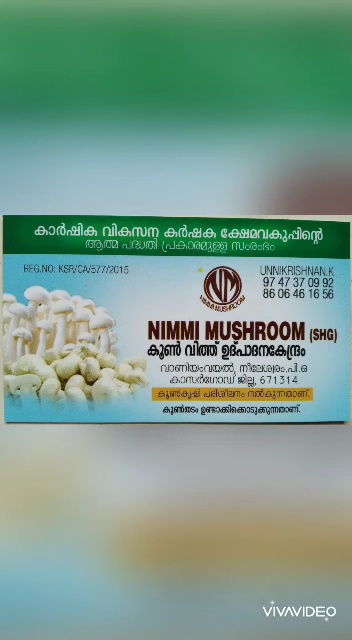 കാർഷിക വികസന കർഷക ക്ഷേമവകുപ്പിന്റെ
ആത്മ പദ്ധതി പ്രകാരമുള്ള സംരംഭം
REG.NO: KSR/CA/577/2015
UNNIKRISHNAN.K
97 47 37 09 92
86 06 46 16 56
NM
NIMMI MUSHROOM
NIMMI MUSHROOM (SHG)
കൂൺ വിത്ത് ഉല്പാദനകേന്ദ്രം
വാണിയംവയൽ, നീലേശ്വരം.പി.ഒ
കാസർഗോഡ് ജില്ല, 671314
കൂൺകൃഷി പരിശീലനം നൽകുന്നതാണ്.
കൂൺതടം ഉണ്ടാക്കികൊടുക്കുന്നതാണ്.
VIVAVIDEO